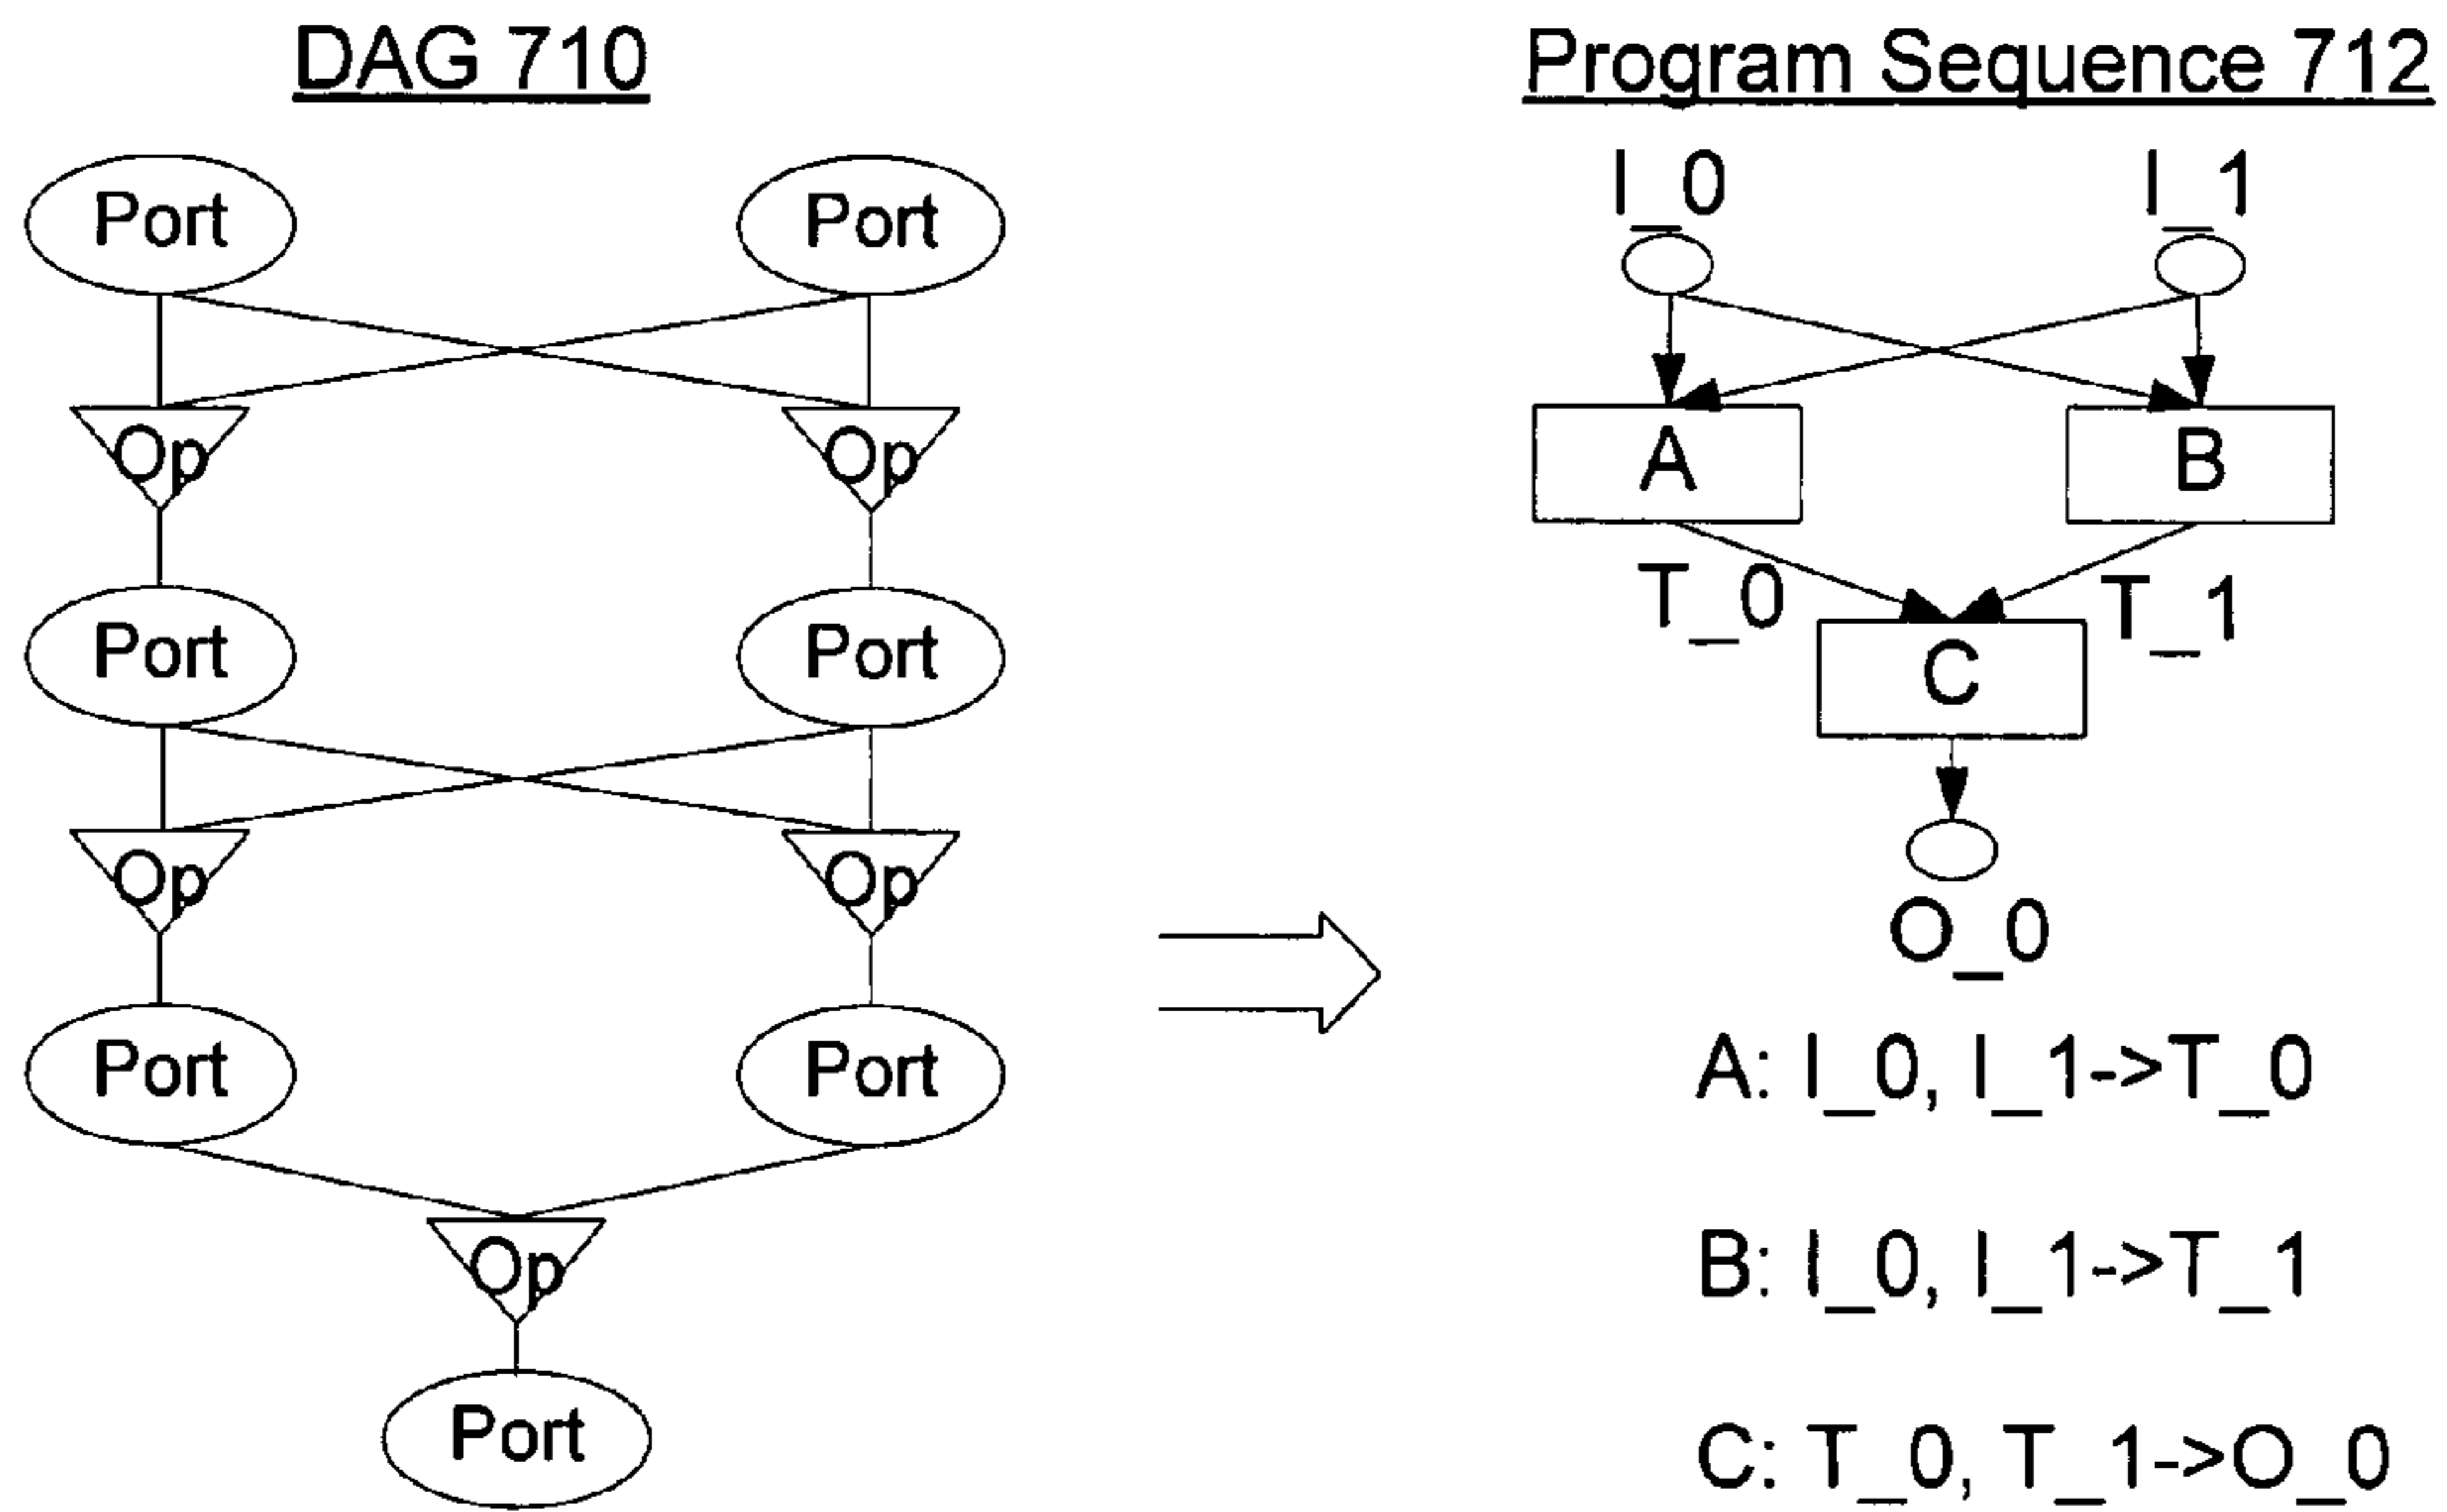 DAG 710
Port Port
Op Op
Port Port
Op Op
Port Port
Op
Port
Program Sequence 712
I_0 I_1
A B
T_0 T_1
C
O_0
A: I_0, I_1->T_0
B: I_0, I_1->T_1
C: T_0, T_1->O_0